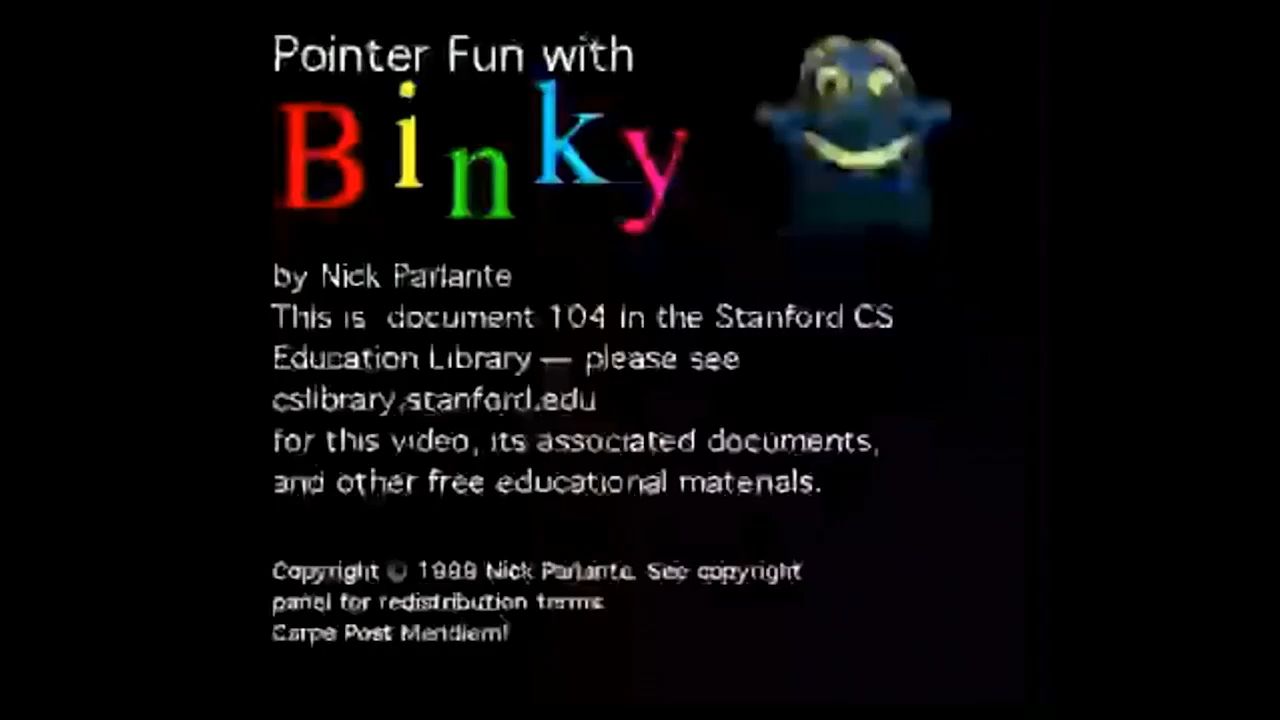 Pointer Fun with
Binky
by Nick Parlante
This is document 104 in the Stanford CS
Education Library — please see
cslibrary.stanford.edu
for this video, its associated documents,
and other free educational materials.
Copyright © 1999 Nick Parlante. See copyright
panel for redistribution terms.
Carpe Post Meridiem!